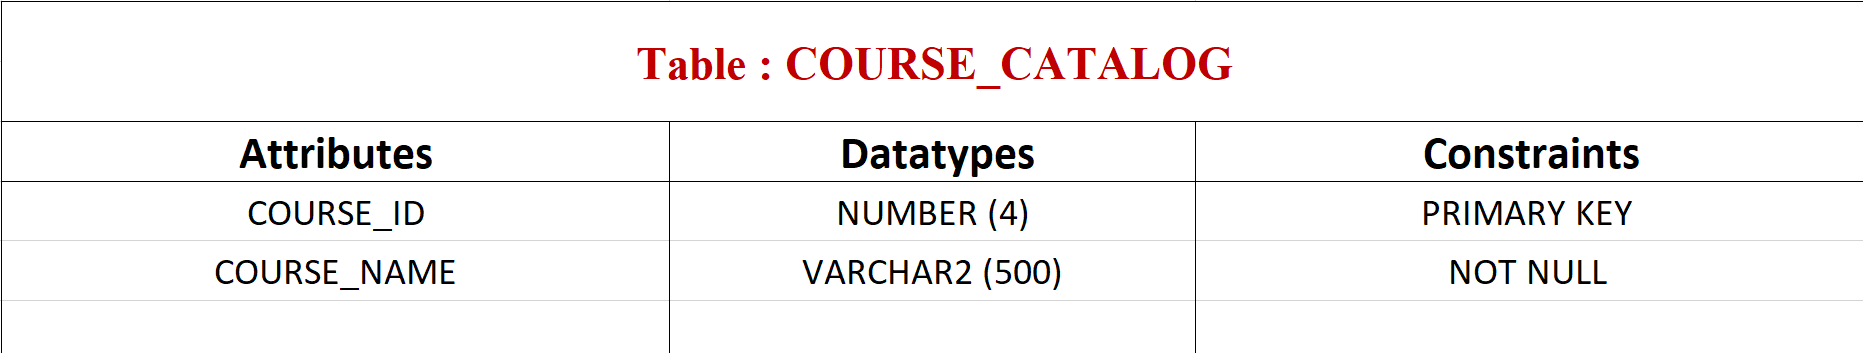 Table : COURSE_CATALOG
Attributes Datatypes Constraints
COURSE_ID NUMBER (4) PRIMARY KEY
COURSE_NAME VARCHAR2 (500) NOT NULL